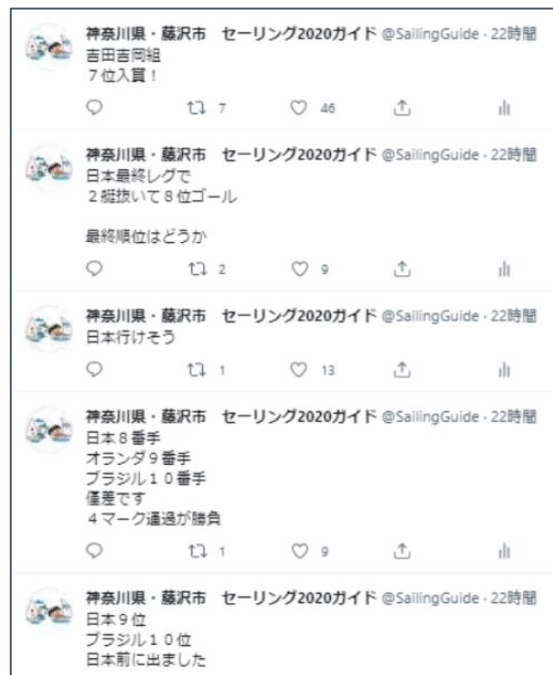 神奈川県・藤沢市 セーリング2020ガイド @SailingGuide · 22時間
吉田吉岡組
７位入賞！
7 46
神奈川県・藤沢市 セーリング2020ガイド @SailingGuide · 22時間
日本最終レグで
２艇抜いて８位ゴール
最終順位はどうか
2 9
神奈川県・藤沢市 セーリング2020ガイド @SailingGuide · 22時間
日本行けそう
1 13
神奈川県・藤沢市 セーリング2020ガイド @SailingGuide · 22時間
日本８番手
オランダ９番手
ブラジル１０番手
僅差です
４マーク通過が勝負
1 9
神奈川県・藤沢市 セーリング2020ガイド @SailingGuide · 22時間
日本９位
ブラジル１０位
日本前に出ました